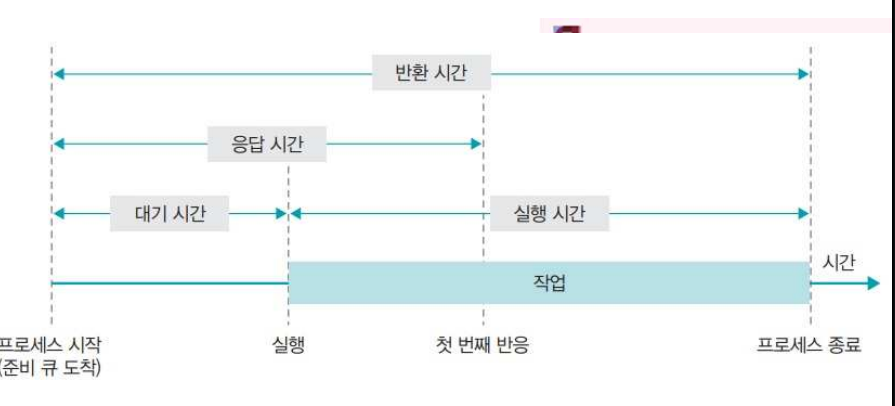 반환 시간
응답 시간
대기 시간
실행 시간
시간
작업
프로세스 시작
(준비 큐 도착)
실행
첫 번째 반응
프로세스 종료